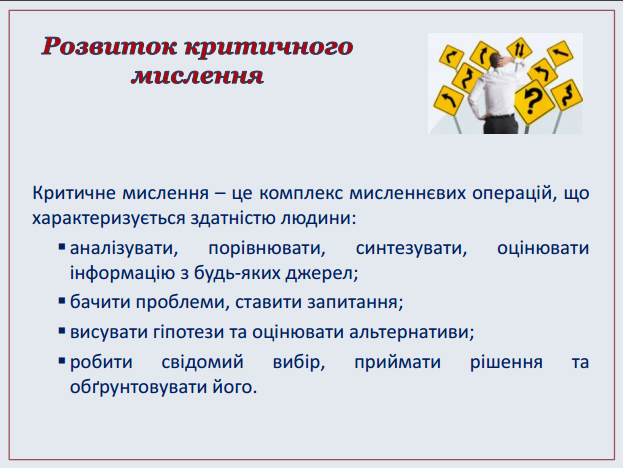 Розвиток критичного
мислення
?
Критичне мислення – це комплекс мисленнєвих операцій, що
характеризується здатністю людини:
▪ аналізувати, порівнювати, синтезувати, оцінювати
інформацію з будь-яких джерел;
▪ бачити проблеми, ставити запитання;
▪ висувати гіпотези та оцінювати альтернативи;
▪ робити свідомий вибір, приймати рішення та
обґрунтовувати його.